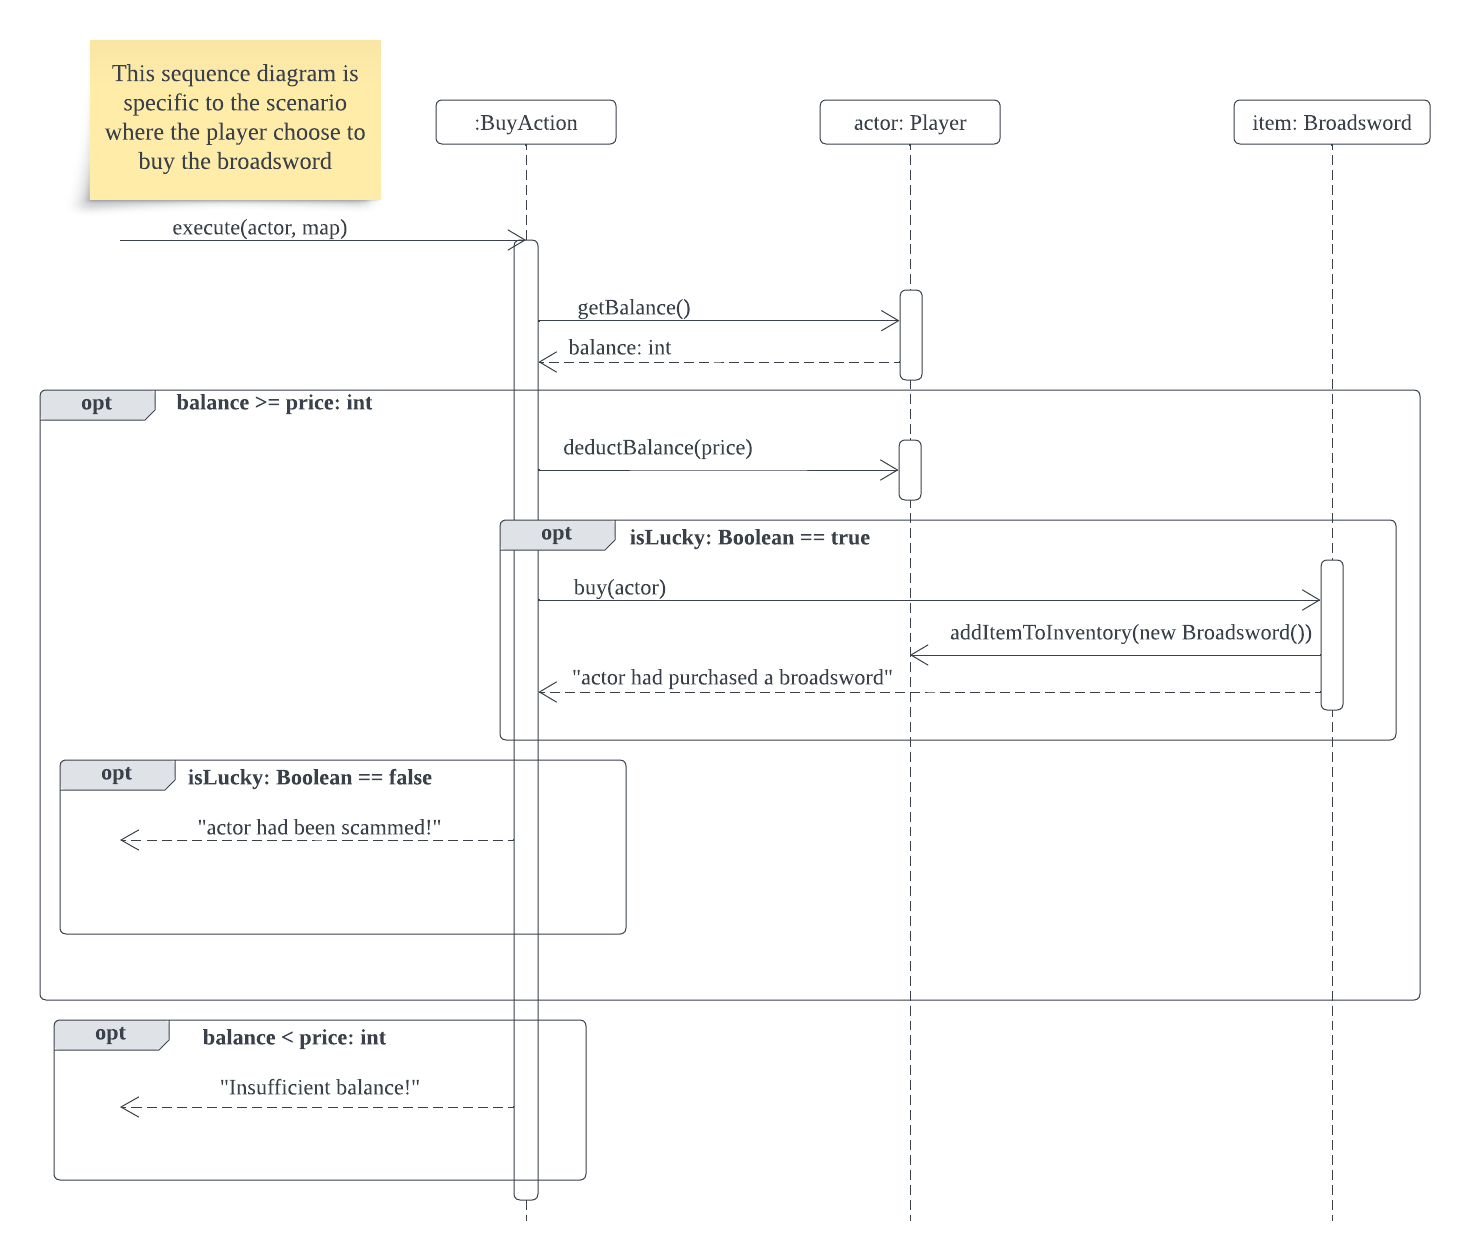 This sequence diagram is
specific to the scenario
where the player choose to
buy the broadsword
:BuyAction
actor: Player
item: Broadsword
execute(actor, map)
getBalance()
balance: int
opt
balance >= price: int
deductBalance(price)
opt
isLucky: Boolean == true
buy(actor)
addItemToInventory(new Broadsword())
"actor had purchased a broadsword"
opt
isLucky: Boolean == false
"actor had been scammed!"
opt
balance < price: int
"Insufficient balance!"